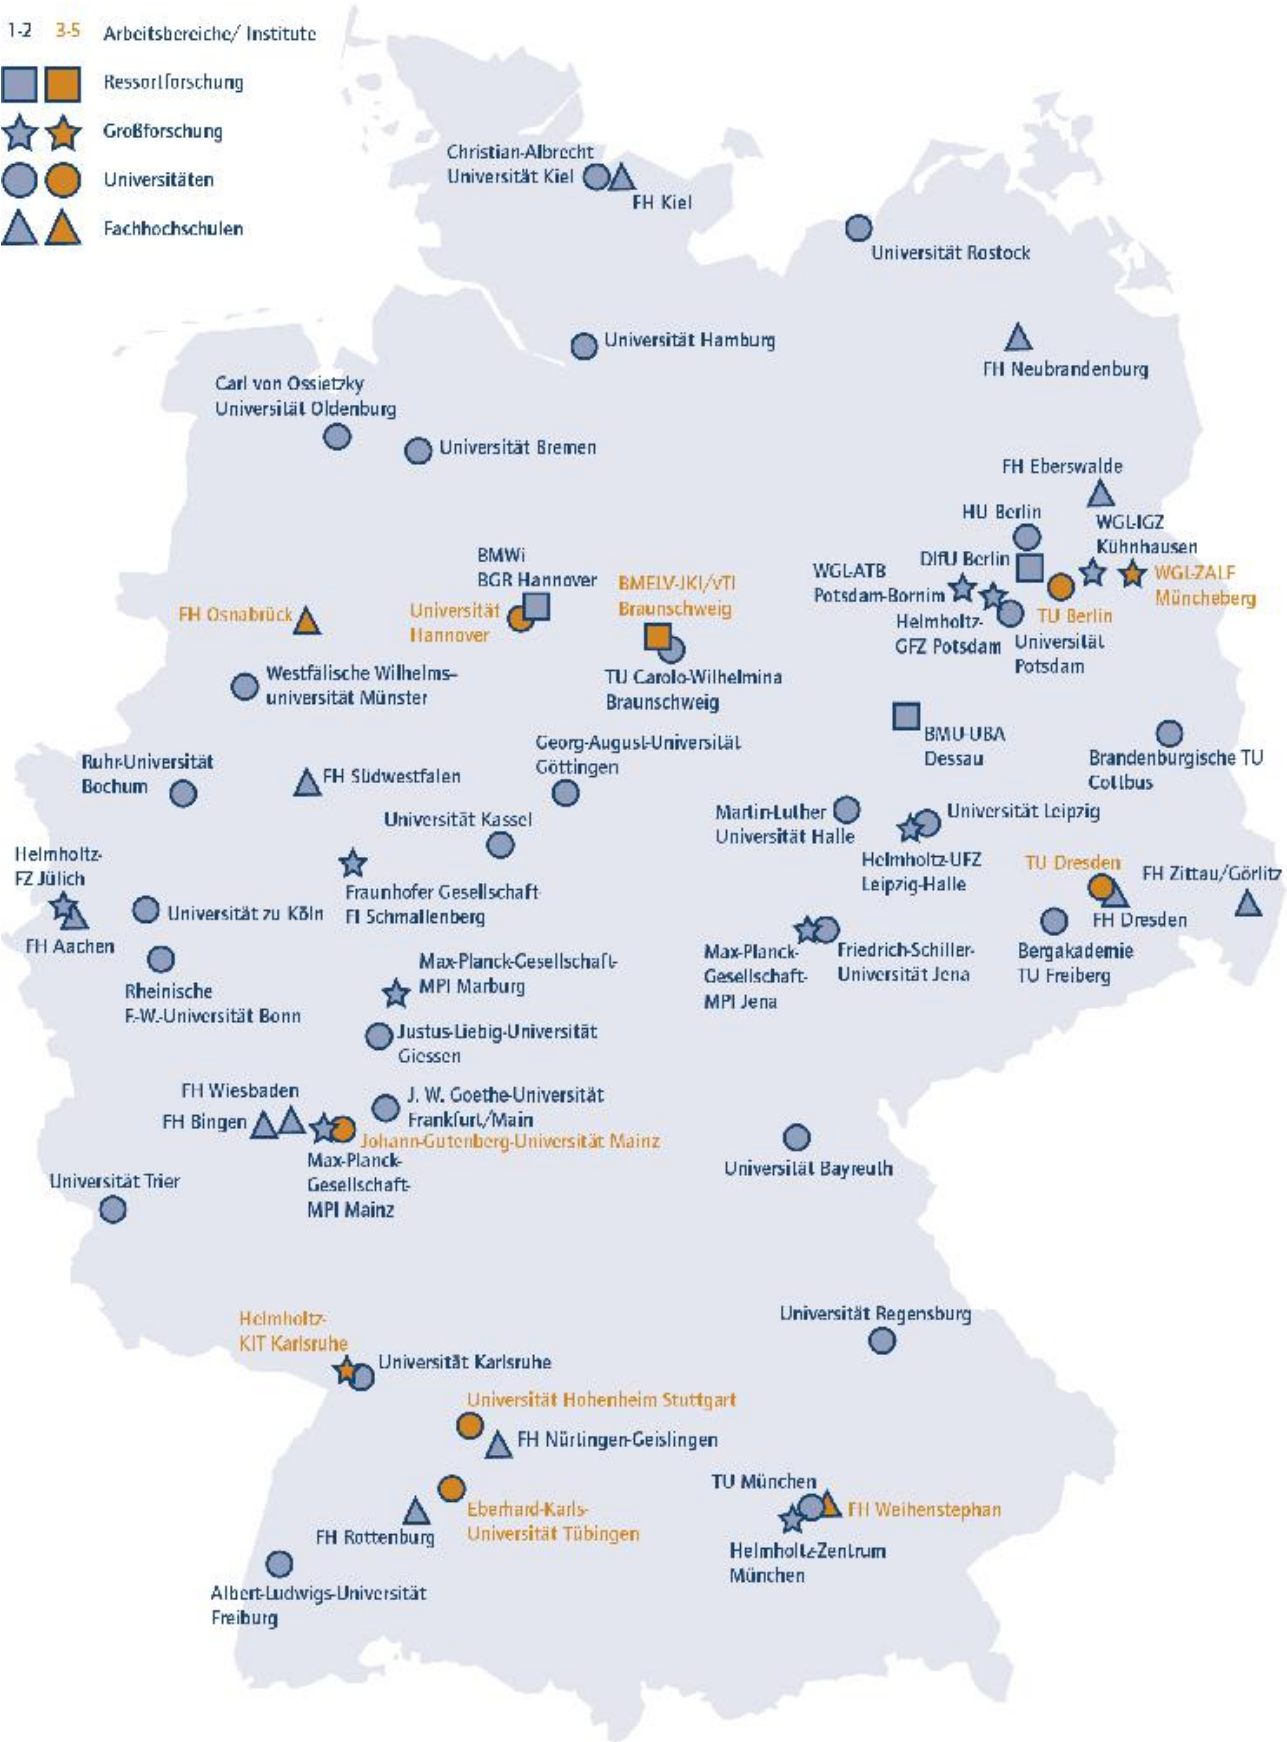 1-2 3-5 Arbeitsbereiche/ Institute
Ressortforschung
Großforschung
Universitäten
Fachhochschulen
Christian-Albrecht
Universität Kiel
FH Kiel
Universität Rostock
Universität Hamburg
FH Neubrandenburg
Carl von Ossietzky
Universität Oldenburg
Universität Bremen
FH Eberswalde
HU Berlin
WGL-IGZ
Kühnhausen
DIfU Berlin
WGL-ATB
Potsdam-Bornim
WGL-ZALF
Müncheberg
Helmholtz-
GFZ Potsdam
TU Berlin
Universität
Potsdam
BMWi
BGR Hannover
Universität
Hannover
BMELV-JKI/vTI
Braunschweig
FH Osnabrück
TU Carolo-Wilhelmina
Braunschweig
Westfälische Wilhelms-
universität Münster
BMU-UBA
Dessau
Brandenburgische TU
Cottbus
Georg-August-Universität
Göttingen
Ruhr-Universität
Bochum
FH Südwestfalen
Universität Kassel
Martin-Luther
Universität Halle
Universität Leipzig
Helmholtz-UFZ
Leipzig-Halle
Helmholtz-
FZ Jülich
TU Dresden
FH Zittau/Görlitz
Fraunhofer Gesellschaft-
FI Schmallenberg
Universität zu Köln
FH Aachen
FH Dresden
Max-Planck-
Gesellschaft-
MPI Jena
Friedrich-Schiller-
Universität Jena
Bergakademie
TU Freiberg
Max-Planck-Gesellschaft-
MPI Marburg
Rheinische
F.-W.-Universität Bonn
Justus-Liebig-Universität
Giessen
FH Wiesbaden
FH Bingen
J. W. Goethe-Universität
Frankfurt/Main
Johann-Gutenberg-Universität Mainz
Max-Planck-
Gesellschaft-
MPI Mainz
Universität Bayreuth
Universität Trier
Universität Regensburg
Helmholtz-
KIT Karlsruhe
Universität Karlsruhe
Universität Hohenheim Stuttgart
FH Nürtingen-Geislingen
TU München
FH Weihenstephan
Eberhard-Karls-
Universität Tübingen
FH Rottenburg
Helmholtz-Zentrum
München
Albert-Ludwigs-Universität
Freiburg